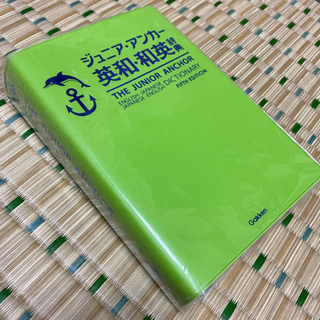 ジュニア・アンカー
英和・和英辞典
THE JUNIOR ANCHOR
ENGLISH-JAPANESE
JAPANESE-ENGLISH DICTIONARY
FIFTH EDITION
Gakken